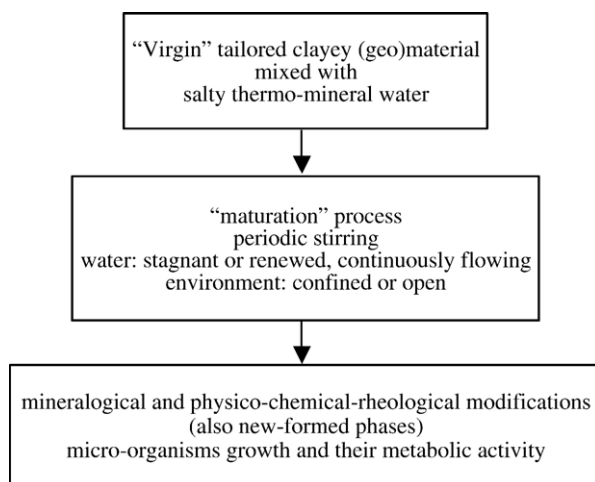 “Virgin” tailored clayey (geo)material
mixed with
salty thermo-mineral water
“maturation” process
periodic stirring
water: stagnant or renewed, continuously flowing
environment: confined or open
mineralogical and physico-chemical-rheological modifications
(also new-formed phases)
micro-organisms growth and their metabolic activity